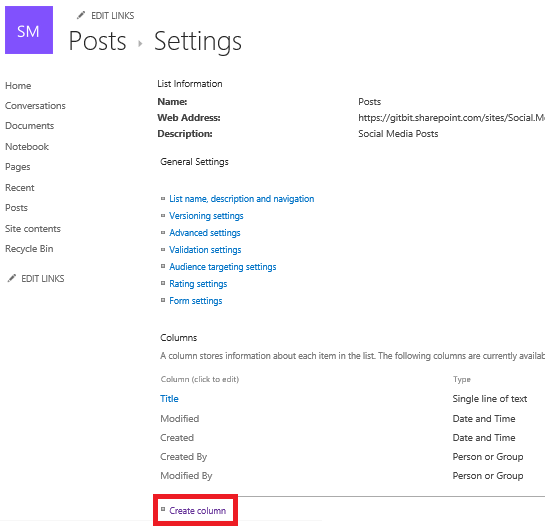 SM
EDIT LINKS
Posts ▸ Settings
Home
Conversations
Documents
Notebook
Pages
Recent
Posts
Site contents
Recycle Bin
EDIT LINKS
List Information
Name: Posts
Web Address: https://gitbit.sharepoint.com/sites/Social.M
Description: Social Media Posts
General Settings
List name, description and navigation
Versioning settings
Advanced settings
Validation settings
Audience targeting settings
Rating settings
Form settings
Columns
A column stores information about each item in the list. The following columns are currently availab
Column (click to edit) Type
Title Single line of text
Modified Date and Time
Created Date and Time
Created By Person or Group
Modified By Person or Group
Create column